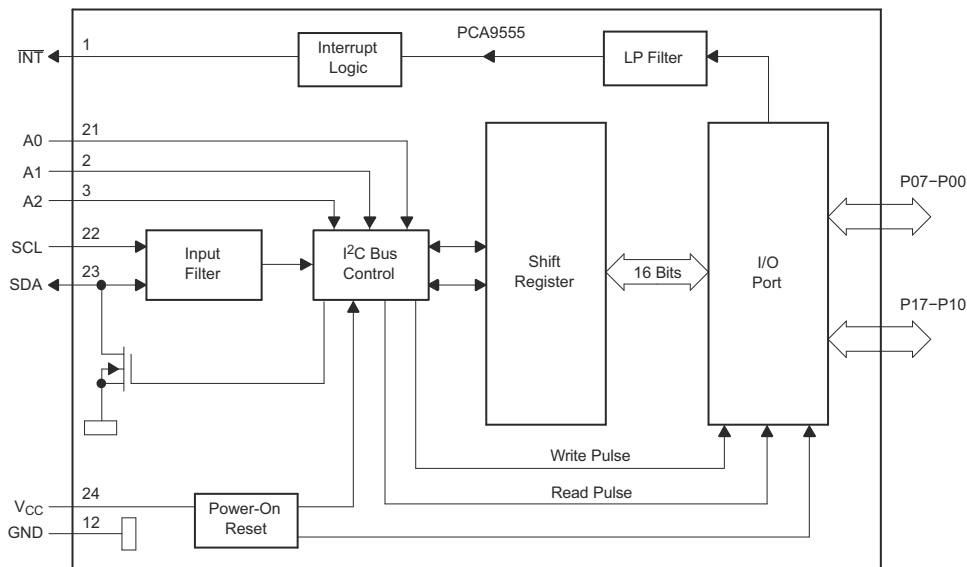 PCA9555
INT
1
Interrupt
Logic
LP Filter
A0
21
A1
2
A2
3
P07–P00
SCL
22
SDA
23
Input
Filter
I2C Bus
Control
Shift
Register
16 Bits
I/O
Port
P17–P10
Write Pulse
Read Pulse
VCC
24
GND
12
Power-On
Reset